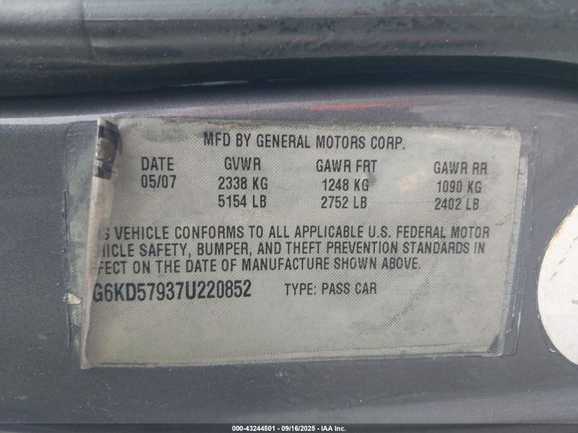 MFD BY GENERAL MOTORS CORP.
DATE GVWR GAWR FRT GAWR RR
05/07 2338 KG 1248 KG 1090 KG
5154 LB 2752 LB 2402 LB
S VEHICLE CONFORMS TO ALL APPLICABLE U.S. FEDERAL MOTOR
HICLE SAFETY, BUMPER, AND THEFT PREVENTION STANDARDS IN
FECT ON THE DATE OF MANUFACTURE SHOWN ABOVE.
G6KD57937U220852 TYPE: PASS CAR
000-43244501 - 09/16/2025 - IAA Inc.